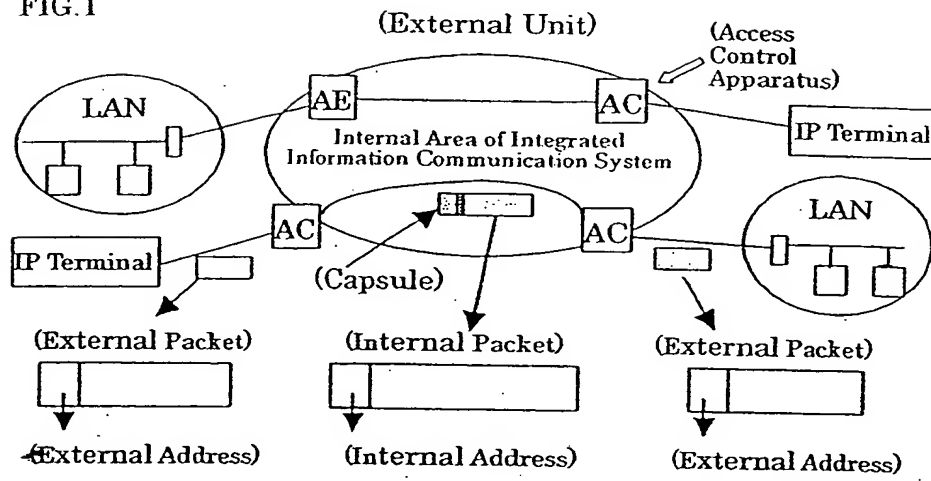 FIG.1
(External Unit)
(Access
Control
Apparatus)
LAN
AE
AC
IP Terminal
Internal Area of Integrated
Information Communication System
LAN
AC
AC
IP Terminal
(Capsule)
(External Packet)
(Internal Packet)
(External Packet)
(External Address)
(Internal Address)
(External Address)